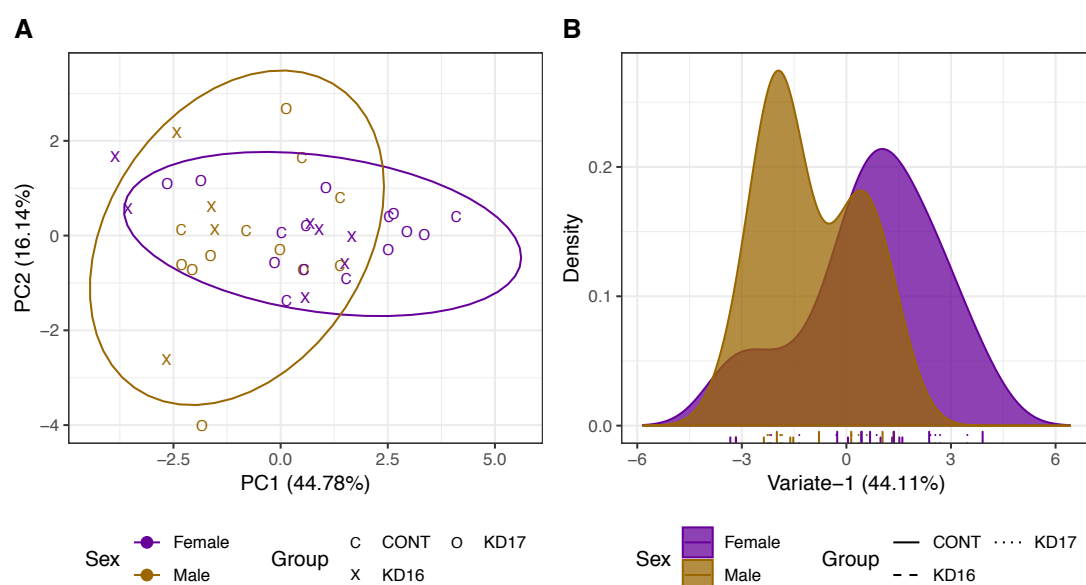 A
B
PC2 (16.14%)
2
0
−2
−4
−2.5
0.0
2.5
5.0
PC1 (44.78%)
Density
0.2
0.1
0.0
−6
−3
0
3
6
Variate−1 (44.11%)
Sex
Female
Male
Group
C CONT
O KD17
X KD16
Sex
Female
Male
Group
CONT
KD17
KD16